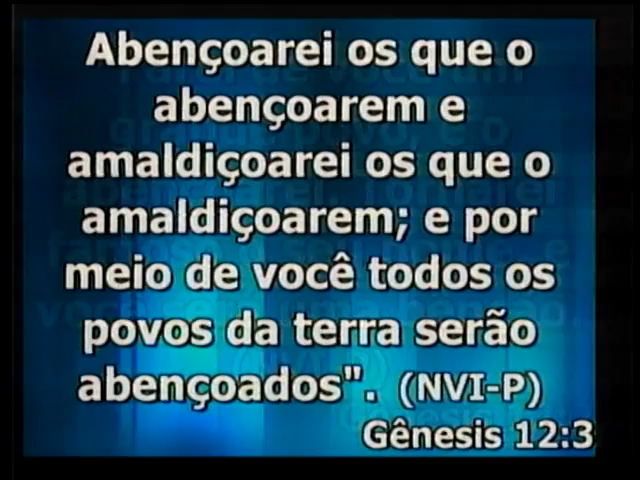 Abençoarei os que o
abençoarem e
amaldiçoarei os que o
amaldiçoarem; e por
meio de você todos os
povos da terra serão
abençoados". (NVI-P)
Gênesis 12:3